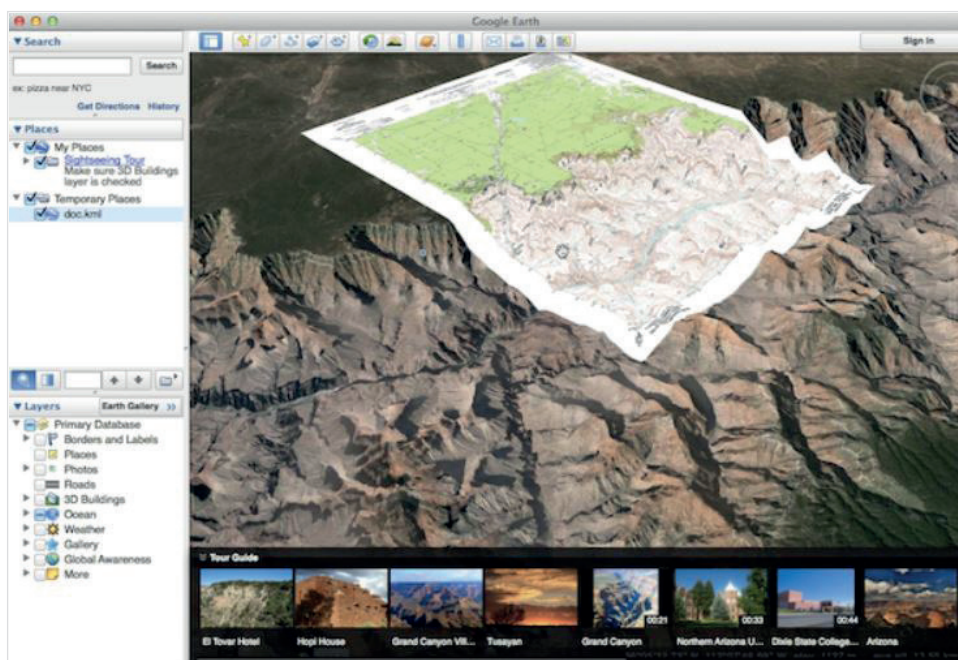 Google Earth
Sign In
Search
Search
ex: pizza near NYC
Get Directions History
Places
My Places
Sightseeing Tour
Make sure 3D Buildings
layer is checked
Temporary Places
doc.kml
Layers
Earth Gallery
Primary Database
Borders and Labels
Places
Photos
Roads
3D Buildings
Ocean
Weather
Gallery
Global Awareness
More
Tour Guide
00:21
00:33
00:44
El Tovar Hotel
Hopi House
Grand Canyon Vill...
Tusayan
Grand Canyon
Northern Arizona U...
Dixie State College...
Arizona